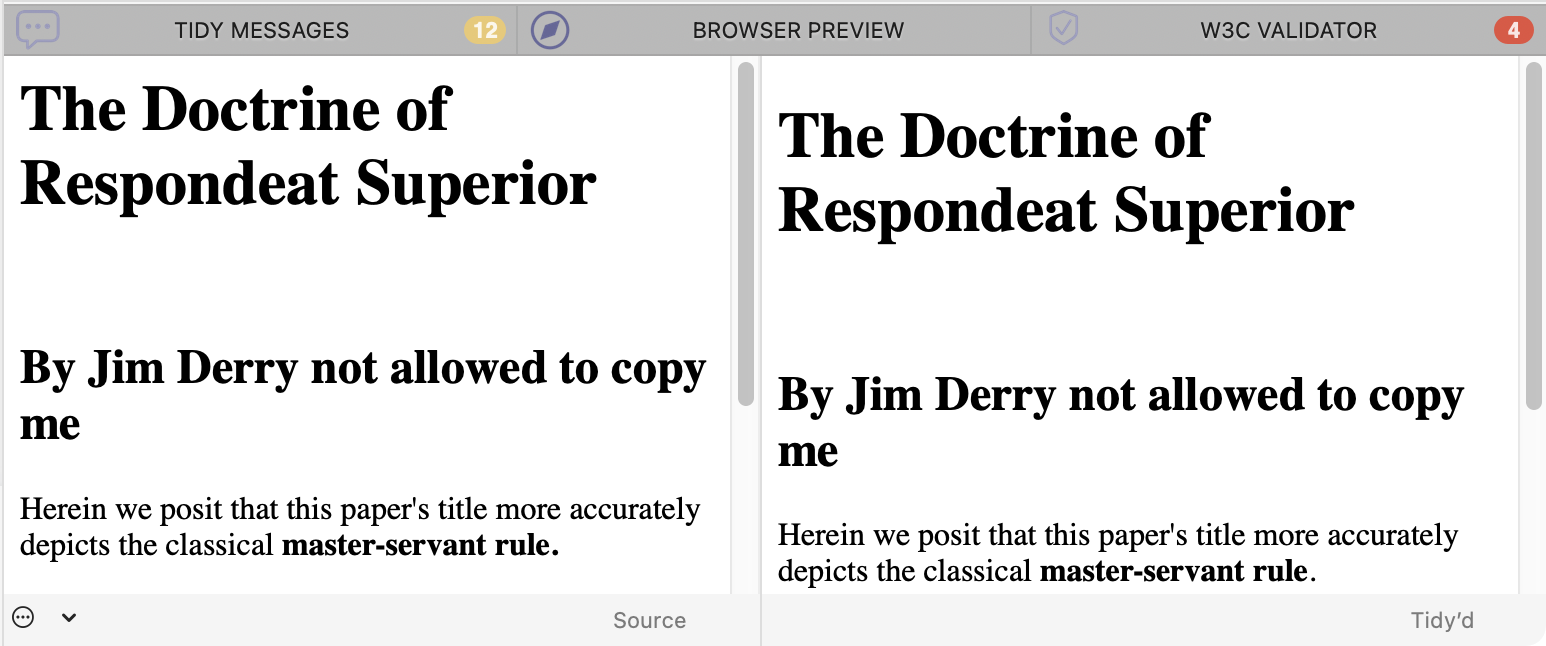 TIDY MESSAGES 12 BROWSER PREVIEW W3C VALIDATOR 4
The Doctrine of
Respondeat Superior
By Jim Derry not allowed to copy
me
Herein we posit that this paper's title more accurately
depicts the classical master-servant rule.
Source
The Doctrine of
Respondeat Superior
By Jim Derry not allowed to copy
me
Herein we posit that this paper's title more accurately
depicts the classical master-servant rule.
Tidy’d